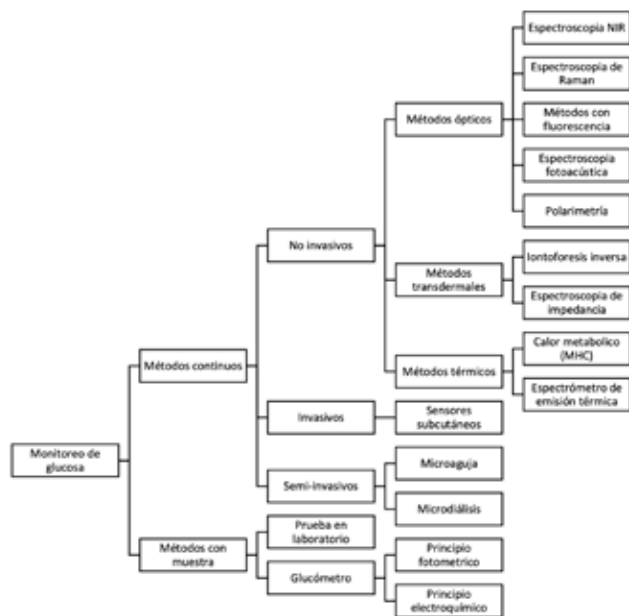 Espectroscopia NIR
Espectroscopia de
Raman
Métodos ópticos
Métodos con
fluorescencia
Espectroscopia
fotoacústica
Polarimetría
No invasivos
Iontoforesis inversa
Métodos
transdermales
Espectroscopia de
impedancia
Calor metabolico
(MHC)
Métodos continuos
Métodos térmicos
Espectrómetro de
emisión térmica
Invasivos
Sensores
subcutáneos
Monitoreo de
glucosa
Microaguja
Semi-invasivos
Microdiálisis
Prueba en
laboratorio
Métodos con
muestra
Principio
fotometrico
Glucómetro
Principio
electroquímico